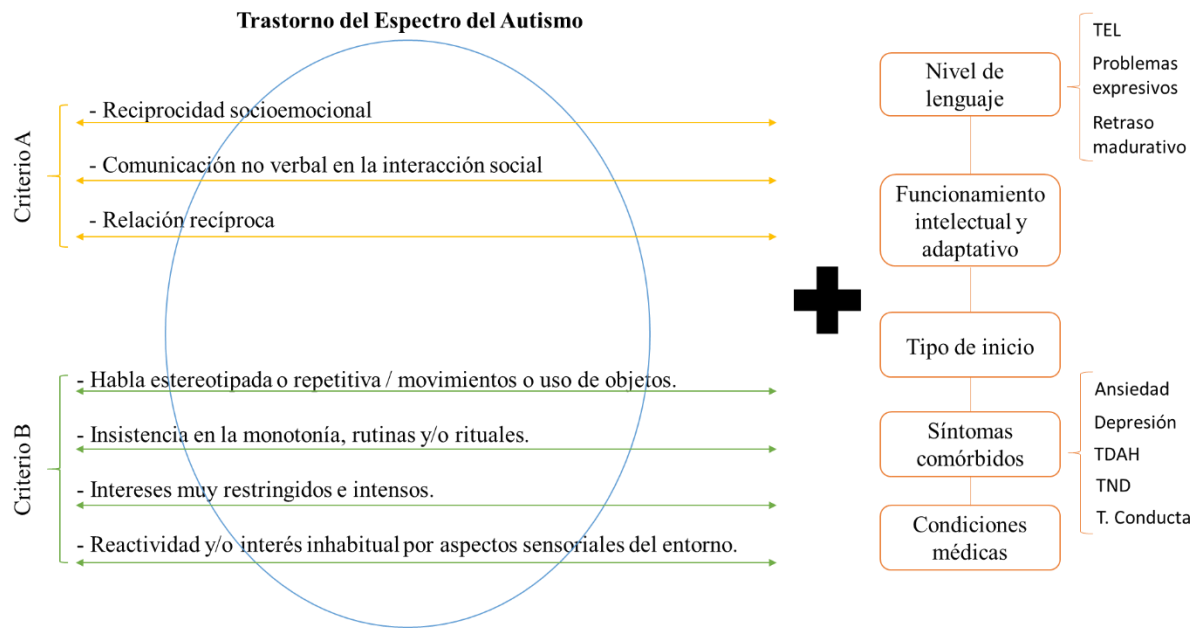 Trastorno del Espectro del Autismo
Criterio A
- Reciprocidad socioemocional
- Comunicación no verbal en la interacción social
- Relación recíproca
Criterio B
- Habla estereotipada o repetitiva / movimientos o uso de objetos.
- Insistencia en la monotonía, rutinas y/o rituales.
- Intereses muy restringidos e intensos.
- Reactividad y/o interés inhabitual por aspectos sensoriales del entorno.
Nivel de
lenguaje
TEL
Problemas
expresivos
Retraso
madurativo
Funcionamiento
intelectual y
adaptativo
Tipo de inicio
Síntomas
comórbidos
Ansiedad
Depresión
TDAH
TND
T. Conducta
Condiciones
médicas